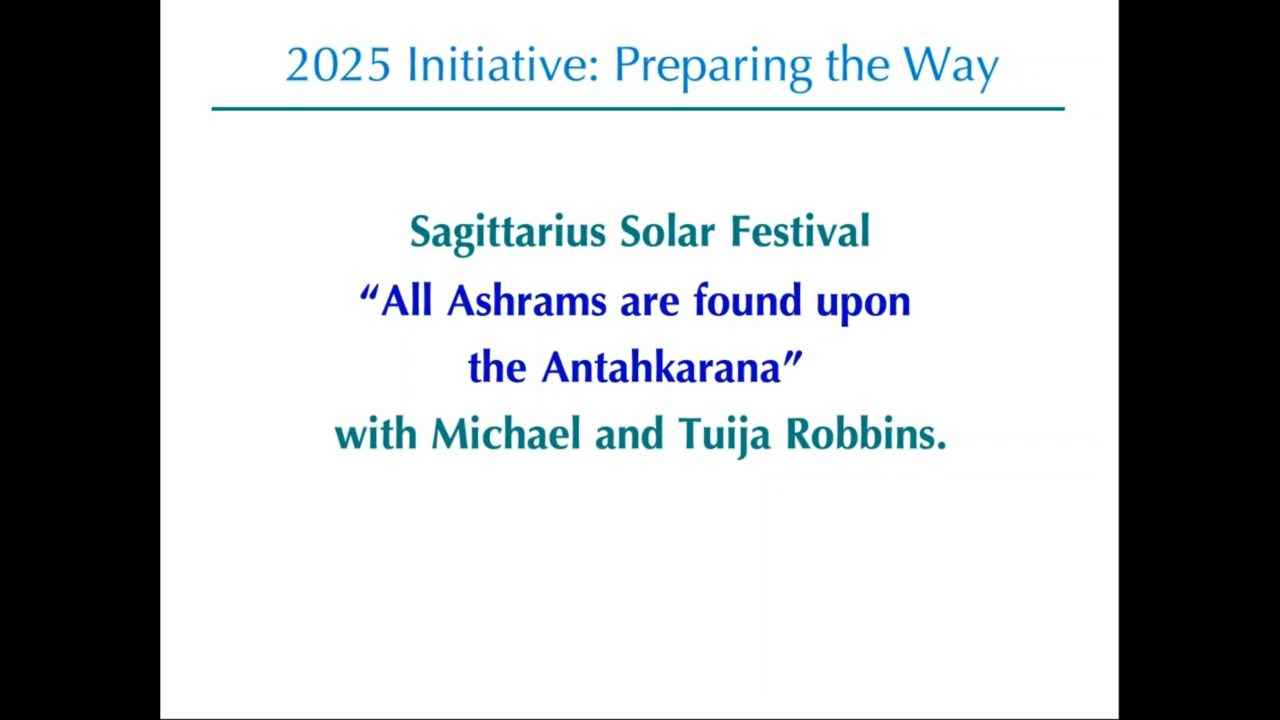 2025 Initiative: Preparing the Way
Sagittarius Solar Festival
“All Ashrams are found upon
the Antahkarana”
with Michael and Tuija Robbins.